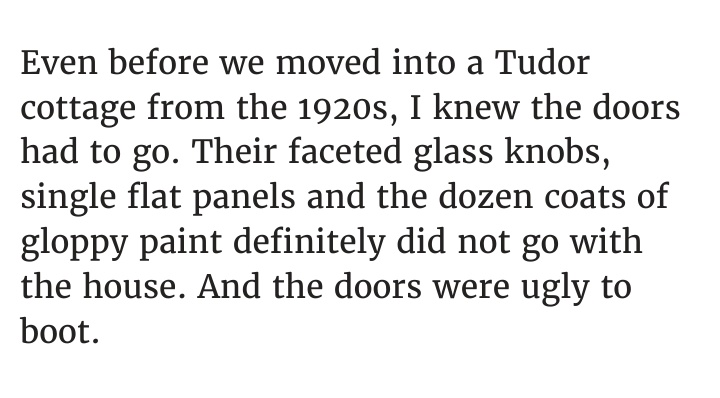 Even before we moved into a Tudor
cottage from the 1920s, I knew the doors
had to go. Their faceted glass knobs,
single flat panels and the dozen coats of
gloppy paint definitely did not go with
the house. And the doors were ugly to
boot.